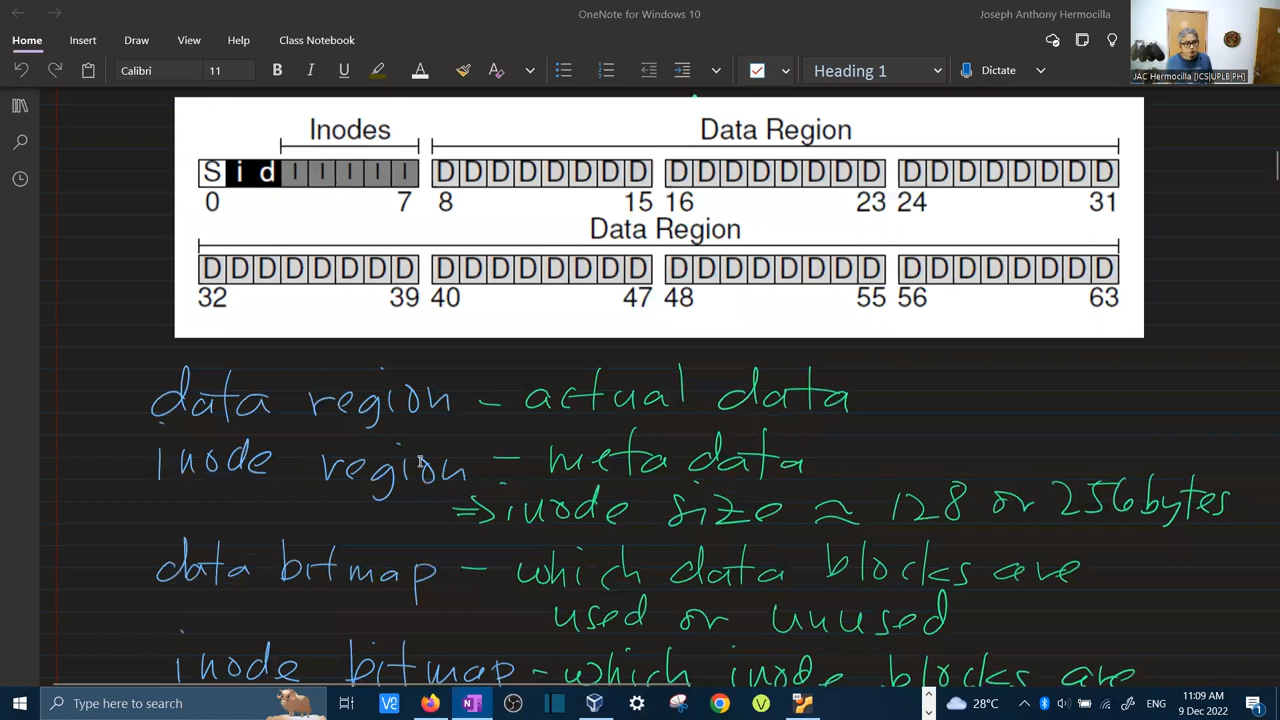 OneNote for Windows 10
Joseph Anthony Hermocilla
Home Insert Draw View Help Class Notebook
Calibri 11 B I U A A Heading 1 Dictate
JAC Hermocilla [ICS|UPLB PH]
Inodes Data Region
S i d I I I I I D D D D D D D D D D D D D D D D D D D D D D D D
0 7 8 15 16 23 24 31
Data Region
D D D D D D D D D D D D D D D D D D D D D D D D D D D D D D D D
32 39 40 47 48 55 56 63
data region - actual data
inode region - meta data
=> inode size ≈ 128 or 256 bytes
data bitmap - which data blocks are
used or unused
inode bitmap - which inode blocks are
Type here to search
28°C ENG 11:09 AM
9 Dec 2022